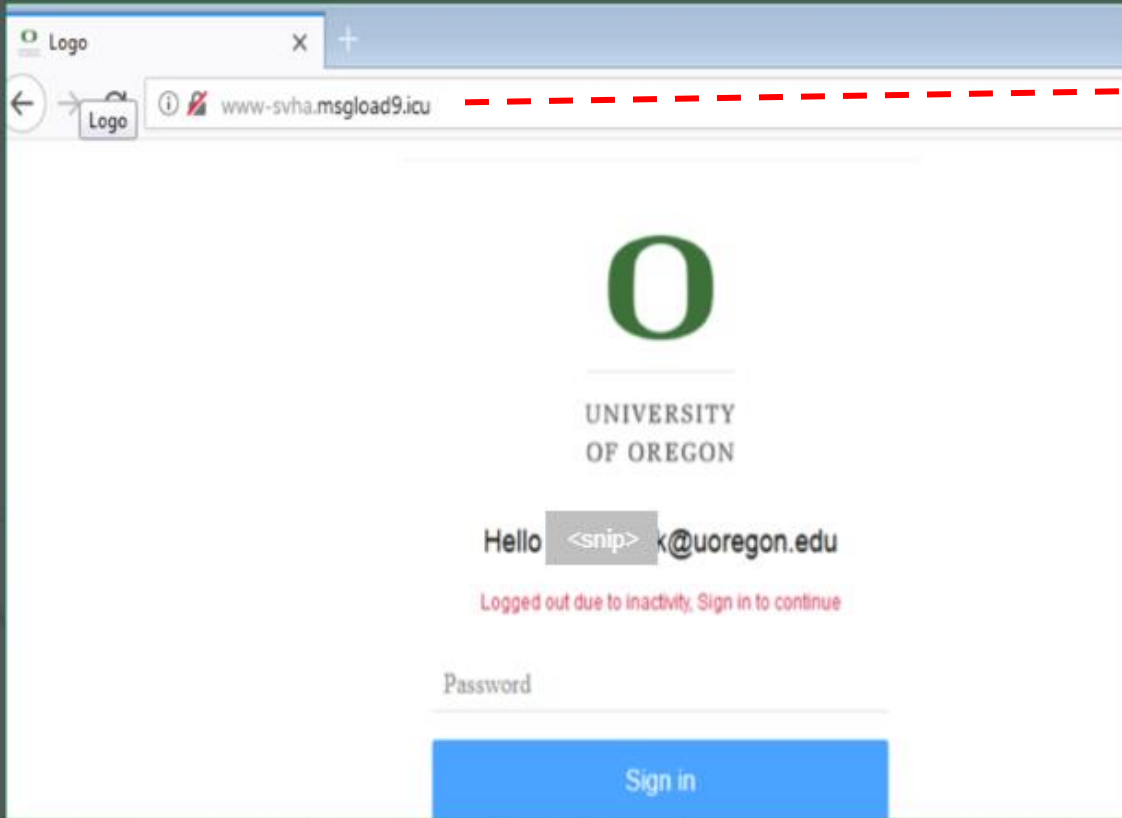 Logo
www-svha.msgload9.icu
Logo
O
UNIVERSITY
OF OREGON
Hello <snip> k@uoregon.edu
Logged out due to inactivity, Sign in to continue
Password
Sign in